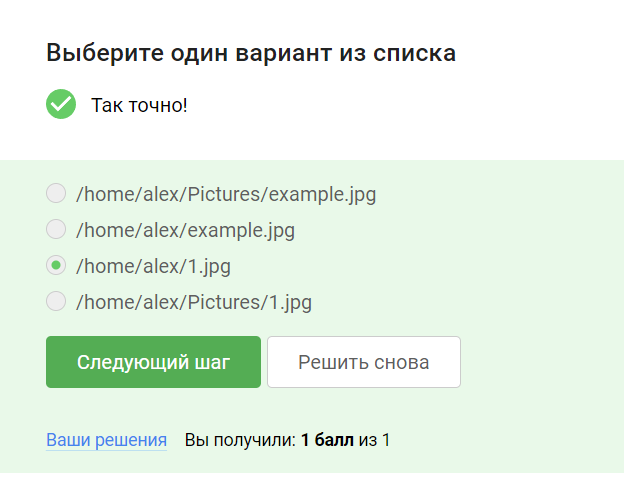 Выберите один вариант из списка
Так точно!
/home/alex/Pictures/example.jpg
/home/alex/example.jpg
/home/alex/1.jpg
/home/alex/Pictures/1.jpg
Следующий шаг Решить снова
Ваши решения Вы получили: 1 балл из 1